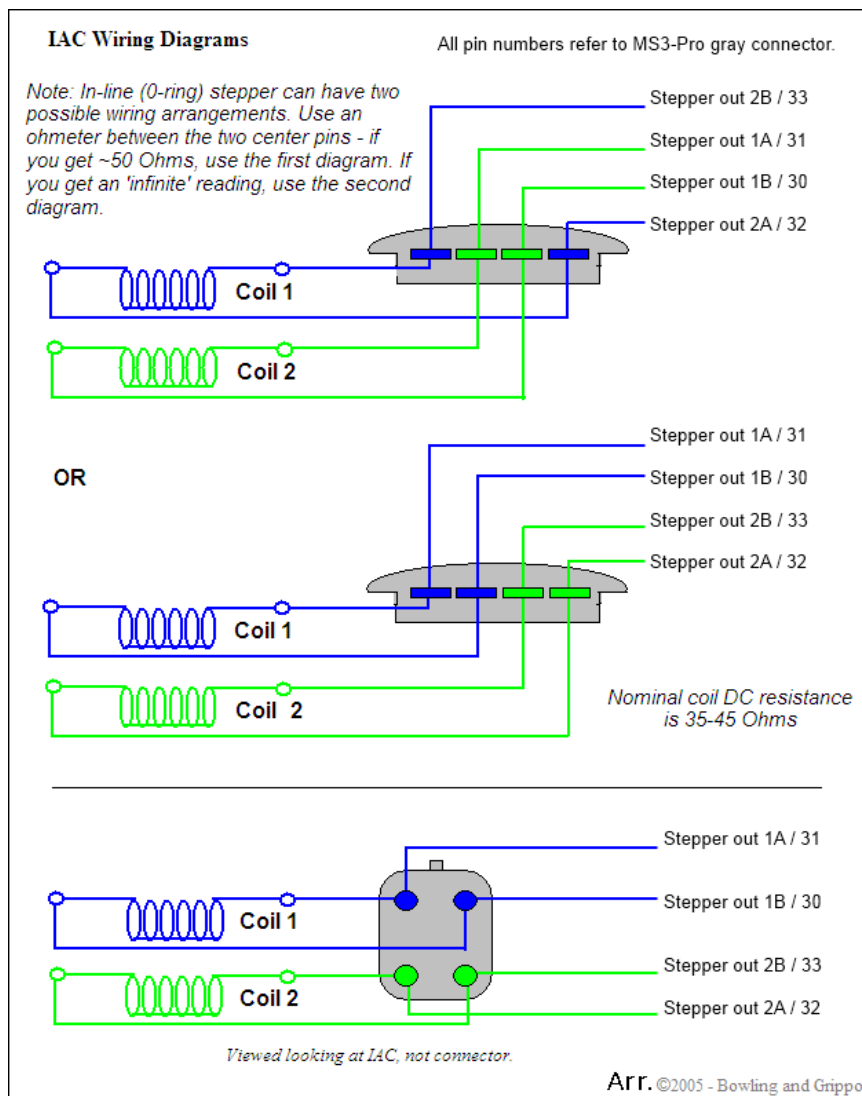 IAC Wiring Diagrams
All pin numbers refer to MS3-Pro gray connector.
Note: In-line (0-ring) stepper can have two
possible wiring arrangements. Use an
ohmeter between the two center pins - if
you get ~50 Ohms, use the first diagram. If
you get an 'infinite' reading, use the second
diagram.
Stepper out 2B / 33
Stepper out 1A / 31
Stepper out 1B / 30
Stepper out 2A / 32
Coil 1
Coil 2
OR
Stepper out 1A / 31
Stepper out 1B / 30
Stepper out 2B / 33
Stepper out 2A / 32
Coil 1
Coil 2
Nominal coil DC resistance
is 35-45 Ohms
Stepper out 1A / 31
Stepper out 1B / 30
Stepper out 2B / 33
Stepper out 2A / 32
Coil 1
Coil 2
Viewed looking at IAC, not connector.
Arr. ©2005 - Bowling and Grippo